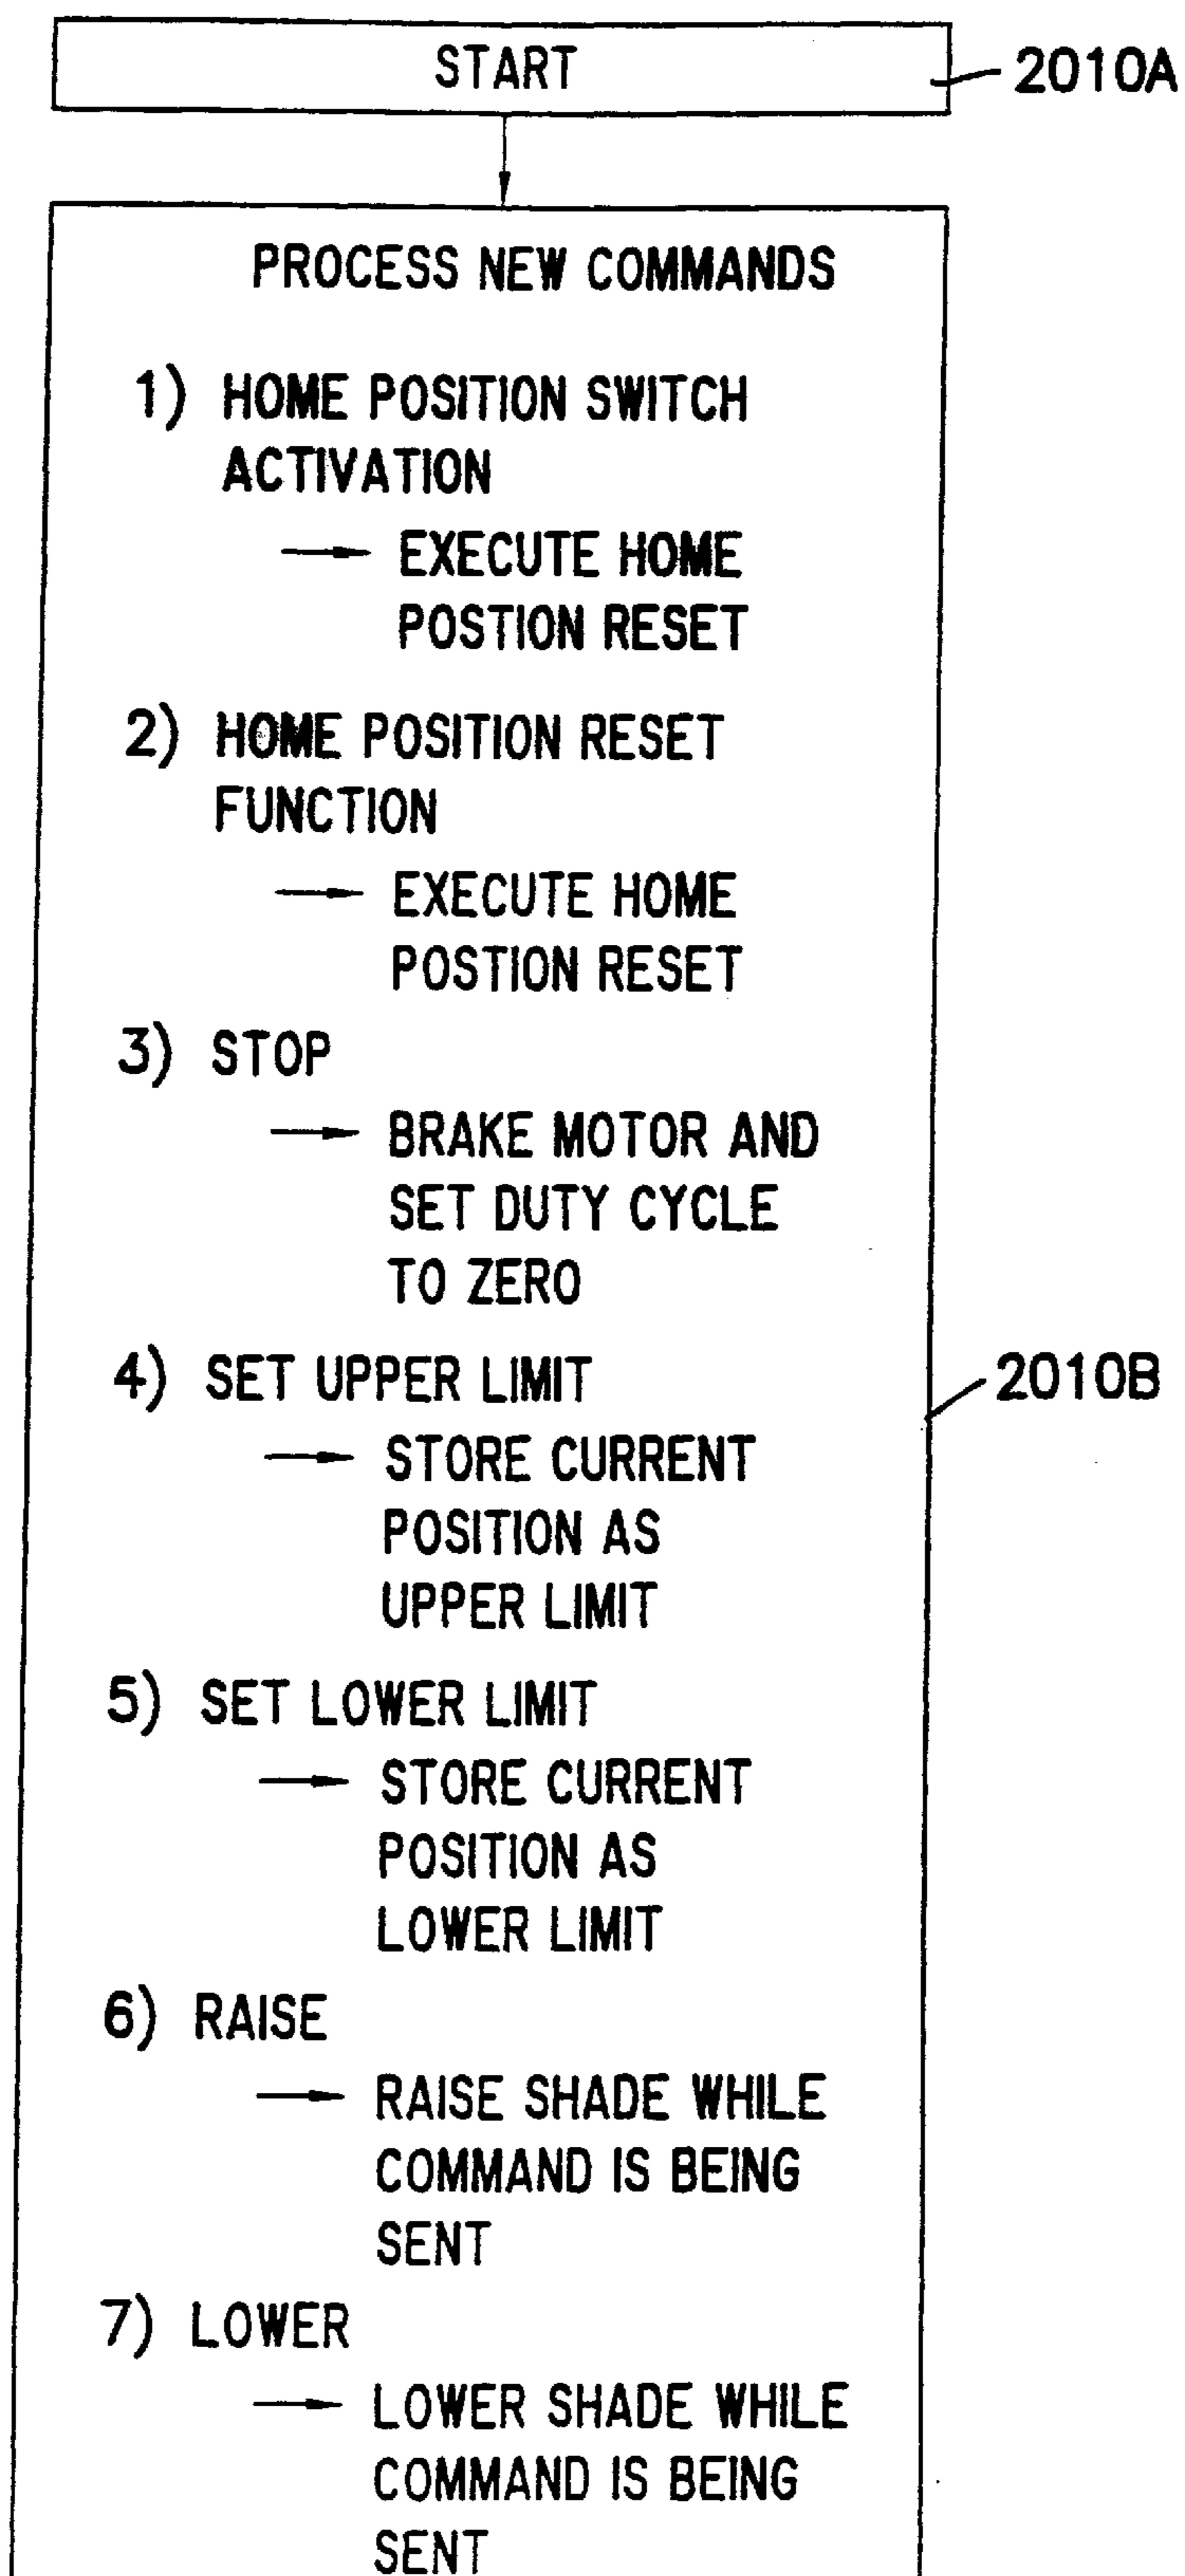 START
2010A
PROCESS NEW COMMANDS
1) HOME POSITION SWITCH
ACTIVATION
→ EXECUTE HOME
POSTION RESET
2) HOME POSITION RESET
FUNCTION
→ EXECUTE HOME
POSTION RESET
3) STOP
→ BRAKE MOTOR AND
SET DUTY CYCLE
TO ZERO
4) SET UPPER LIMIT
2010B
→ STORE CURRENT
POSITION AS
UPPER LIMIT
5) SET LOWER LIMIT
→ STORE CURRENT
POSITION AS
LOWER LIMIT
6) RAISE
→ RAISE SHADE WHILE
COMMAND IS BEING
SENT
7) LOWER
→ LOWER SHADE WHILE
COMMAND IS BEING
SENT